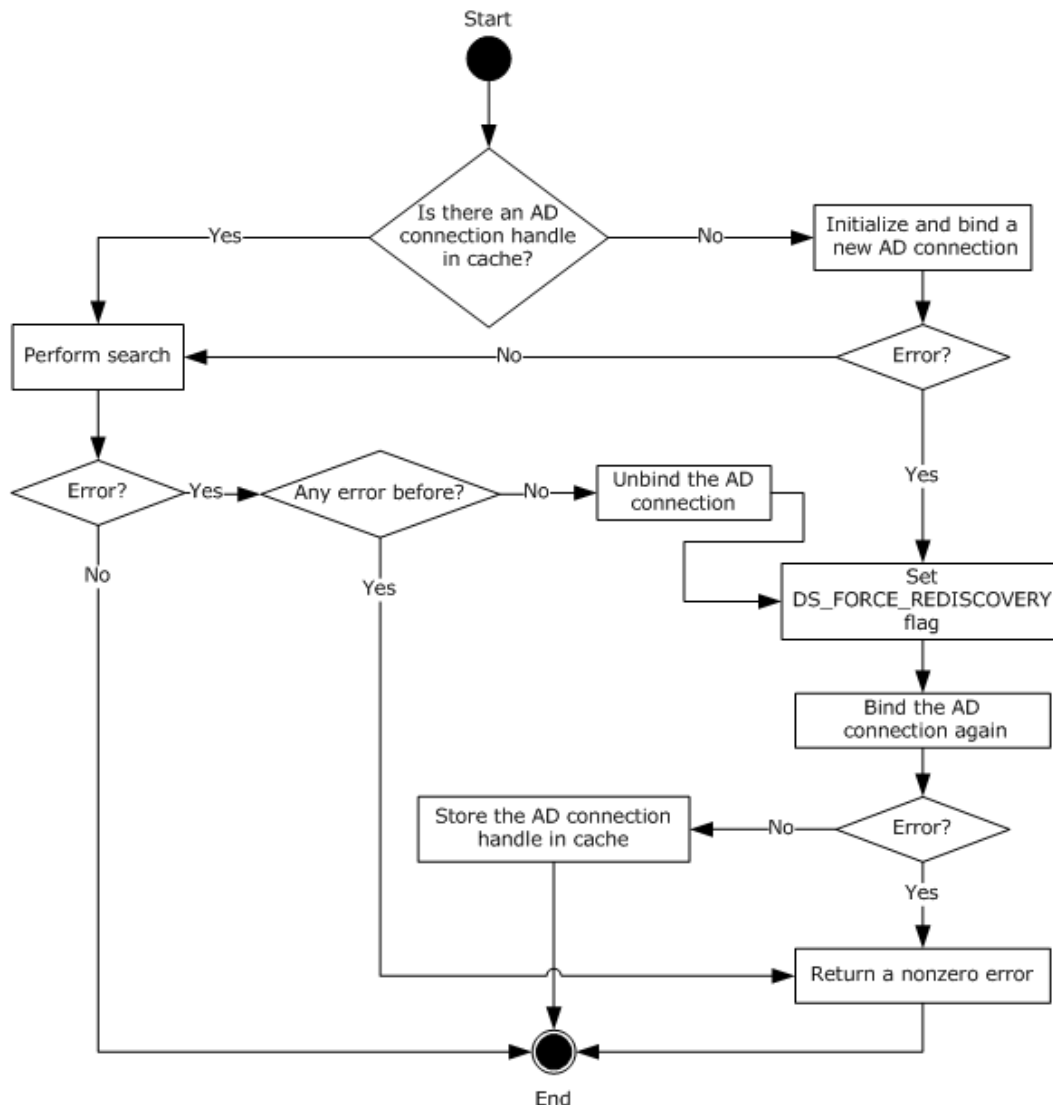 Start
Is there an AD
connection handle
in cache?
Yes
No
Initialize and bind a
new AD connection
Perform search
No
Error?
Yes
Error?
Yes
Any error before?
No
Unbind the AD
connection
No
Yes
Set
DS_FORCE_REDISCOVERY
flag
Bind the AD
connection again
Store the AD connection
handle in cache
No
Error?
Yes
Return a nonzero error
End